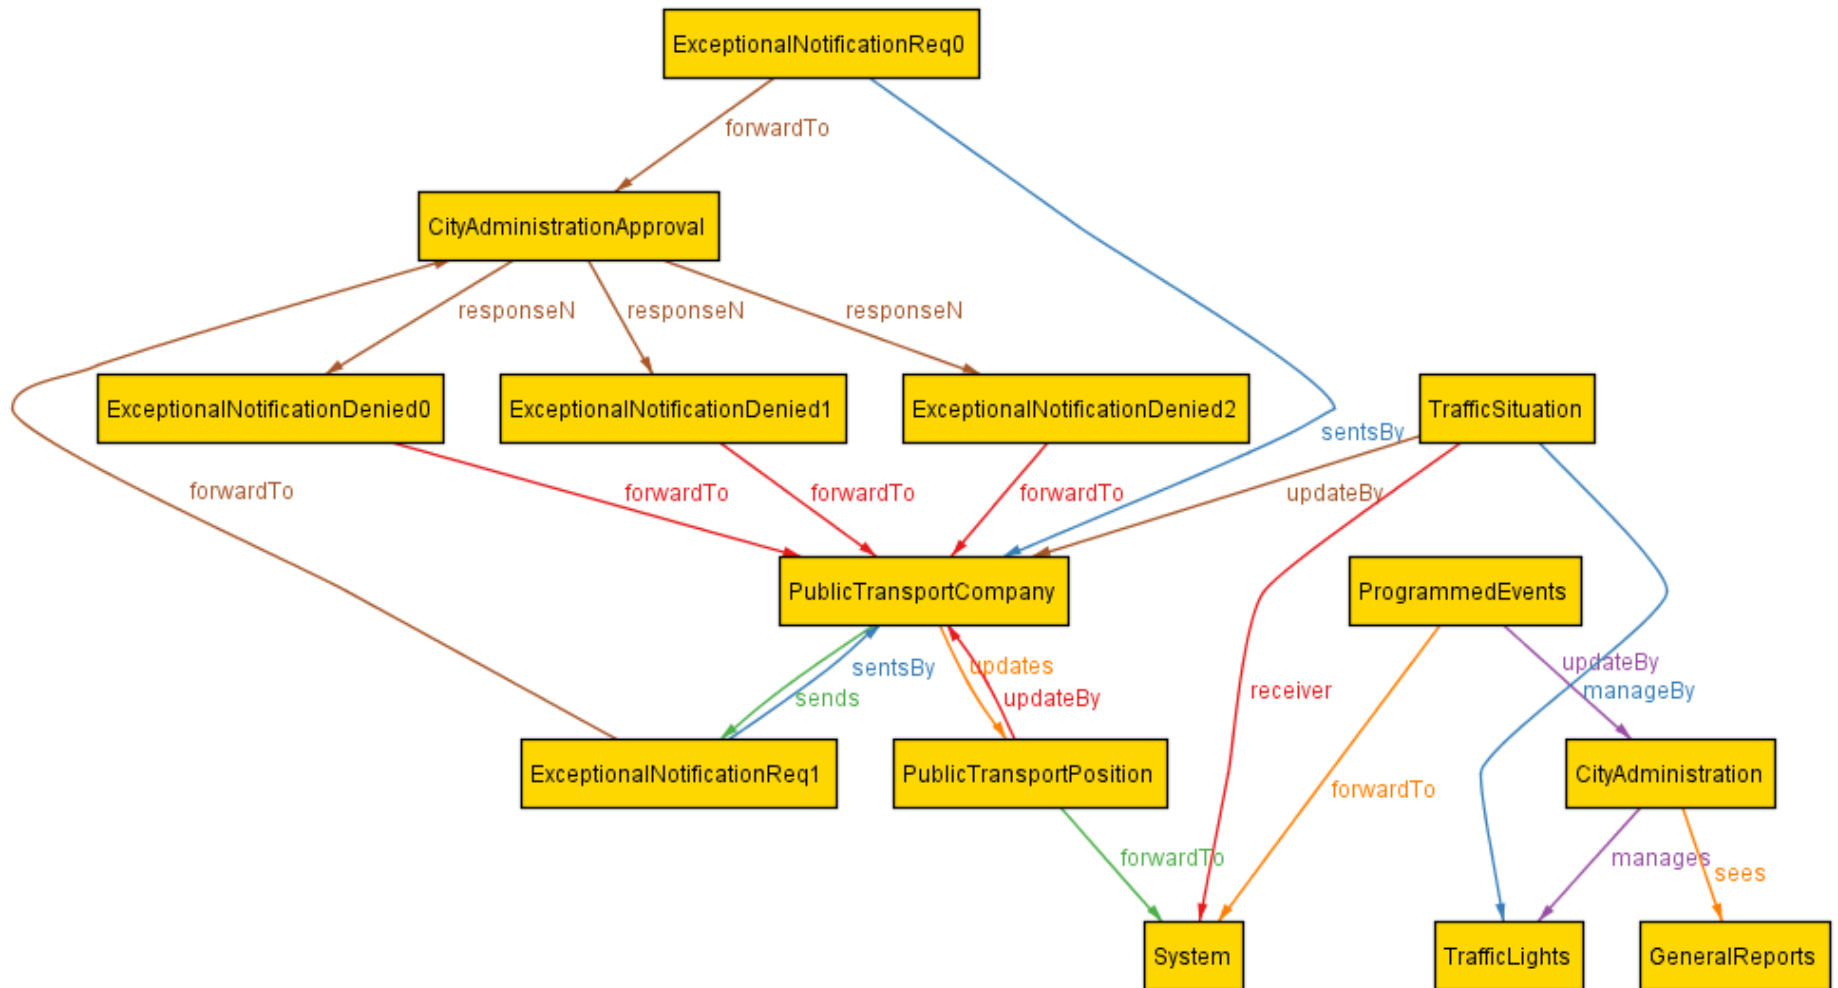 ExceptionalNotificationReq0
forwardTo
CityAdministrationApproval
responseN
responseN
responseN
ExceptionalNotificationDenied0
ExceptionalNotificationDenied1
ExceptionalNotificationDenied2
TrafficSituation
sentsBy
forwardTo
forwardTo
forwardTo
forwardTo
updateBy
PublicTransportCompany
ProgrammedEvents
sentsBy
updates
updateBy
sends
updateBy
receiver
manageBy
ExceptionalNotificationReq1
PublicTransportPosition
CityAdministration
forwardTo
forwardTo
manages
sees
System
TrafficLights
GeneralReports